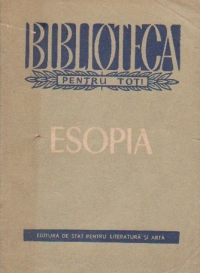 BIBLIOTECA
PENTRU TOȚI
ESOPIA
EDITURA DE STAT PENTRU LITERATURĂ ȘI ARTĂ